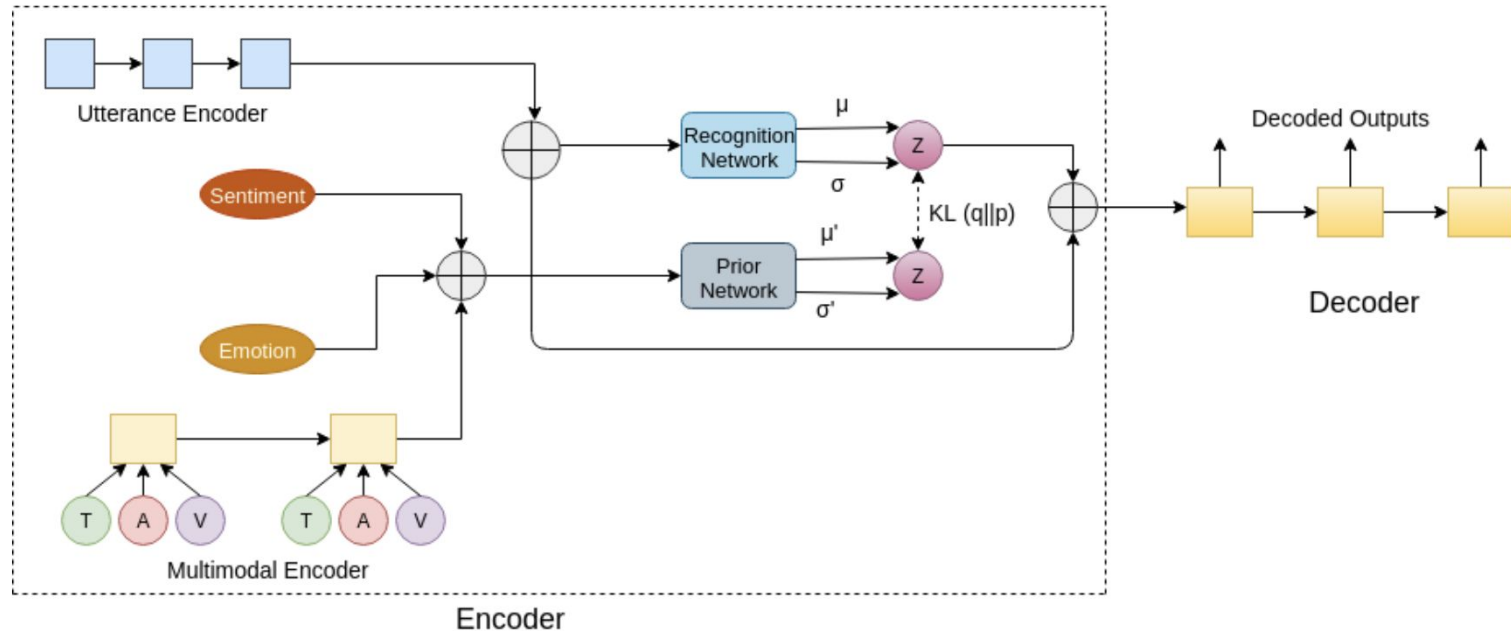 Utterance Encoder
Sentiment
Emotion
T A V
T A V
Multimodal Encoder
Recognition
Network
μ
σ
Z
KL (q||p)
Prior
Network
μ'
σ'
Z
Encoder
Decoded Outputs
Decoder